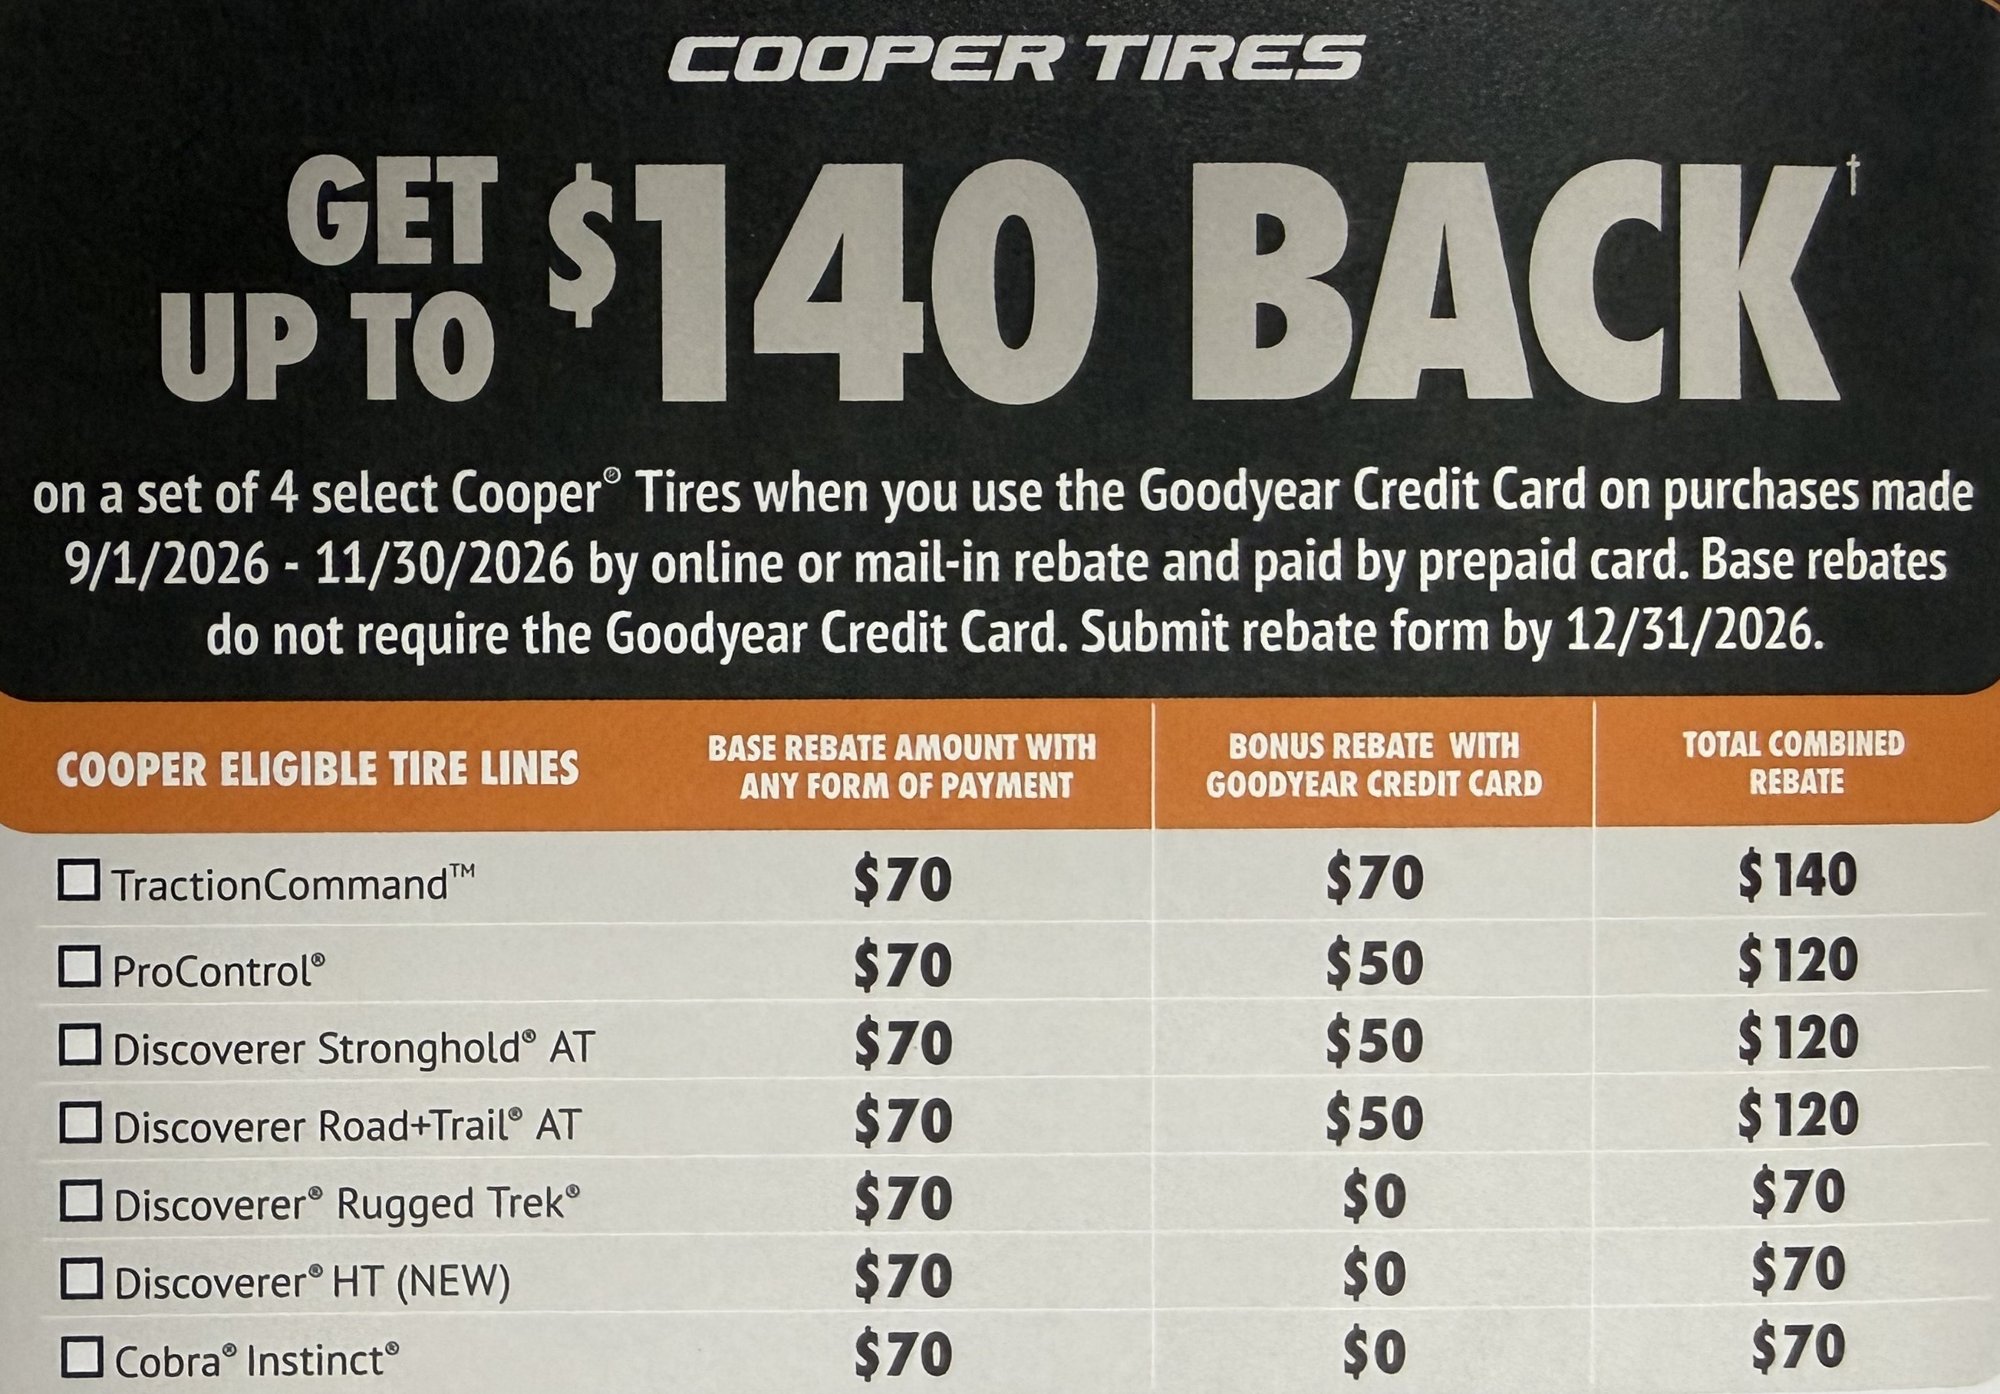 COOPER TIRES
GET
UP TO
$140 BACK†
on a set of 4 select Cooper® Tires when you use the Goodyear Credit Card on purchases made
9/1/2026 - 11/30/2026 by online or mail-in rebate and paid by prepaid card. Base rebates
do not require the Goodyear Credit Card. Submit rebate form by 12/31/2026.
COOPER ELIGIBLE TIRE LINES
BASE REBATE AMOUNT WITH
ANY FORM OF PAYMENT
BONUS REBATE WITH
GOODYEAR CREDIT CARD
TOTAL COMBINED
REBATE
TractionCommand™ $70 $70 $140
ProControl® $70 $50 $120
Discoverer Stronghold® AT $70 $50 $120
Discoverer Road+Trail® AT $70 $50 $120
Discoverer® Rugged Trek® $70 $0 $70
Discoverer® HT (NEW) $70 $0 $70
Cobra® Instinct® $70 $0 $70